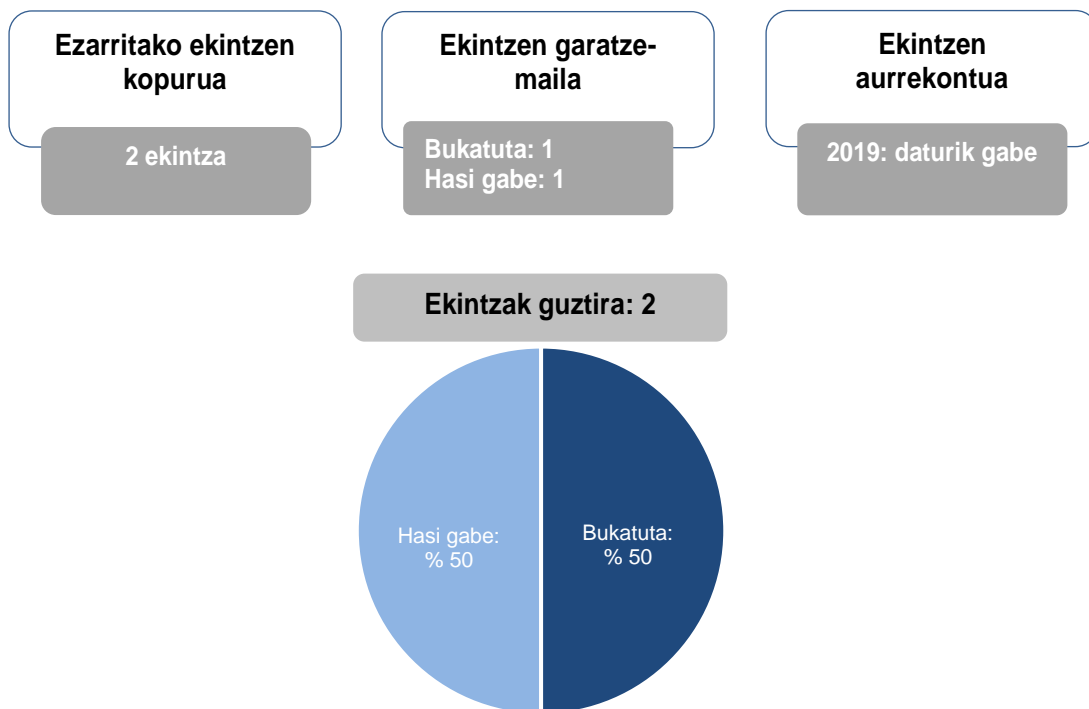 Ezarritako ekintzen
kopurua
2 ekintza
Ekintzen garatze-
maila
Bukatuta: 1
Hasi gabe: 1
Ekintzen
aurrekontua
2019: daturik gabe
Ekintzak guztira: 2
Hasi gabe:
% 50
Bukatuta:
% 50